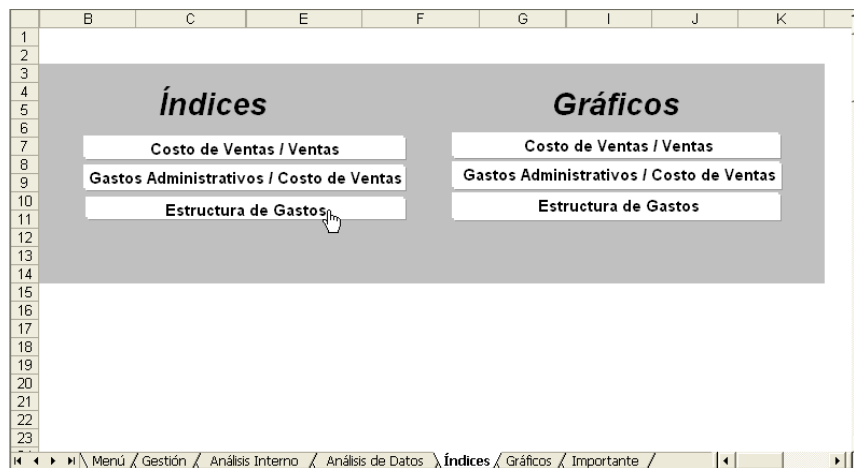 B C E F G I J K
1
2
3
4
5
6
7
8
9
10
11
12
13
14
15
16
17
18
19
20
21
22
23
Índices
Costo de Ventas / Ventas
Gastos Administrativos / Costo de Ventas
Estructura de Gastos
Gráficos
Costo de Ventas / Ventas
Gastos Administrativos / Costo de Ventas
Estructura de Gastos
Menú / Gestión / Análisis Interno / Análisis de Datos \ Índices / Gráficos / Importante /